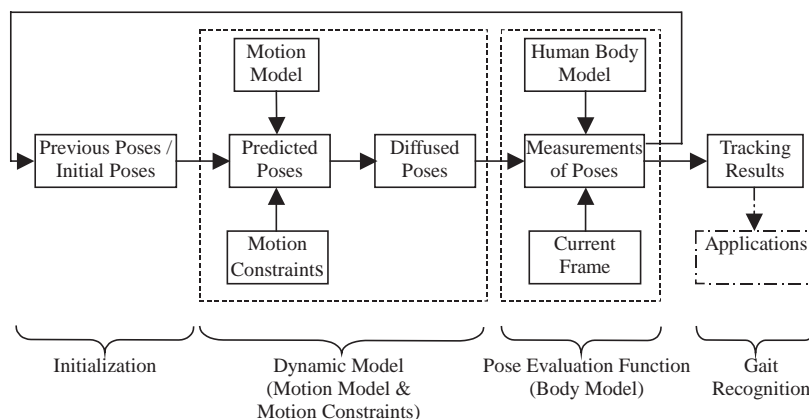 Motion
Model
Human Body
Model
Previous Poses /
Initial Poses
Predicted
Poses
Diffused
Poses
Measurements
of Poses
Tracking
Results
Motion
Constraints
Current
Frame
Applications
Initialization
Dynamic Model
(Motion Model &
Motion Constraints)
Pose Evaluation Function
(Body Model)
Gait
Recognition